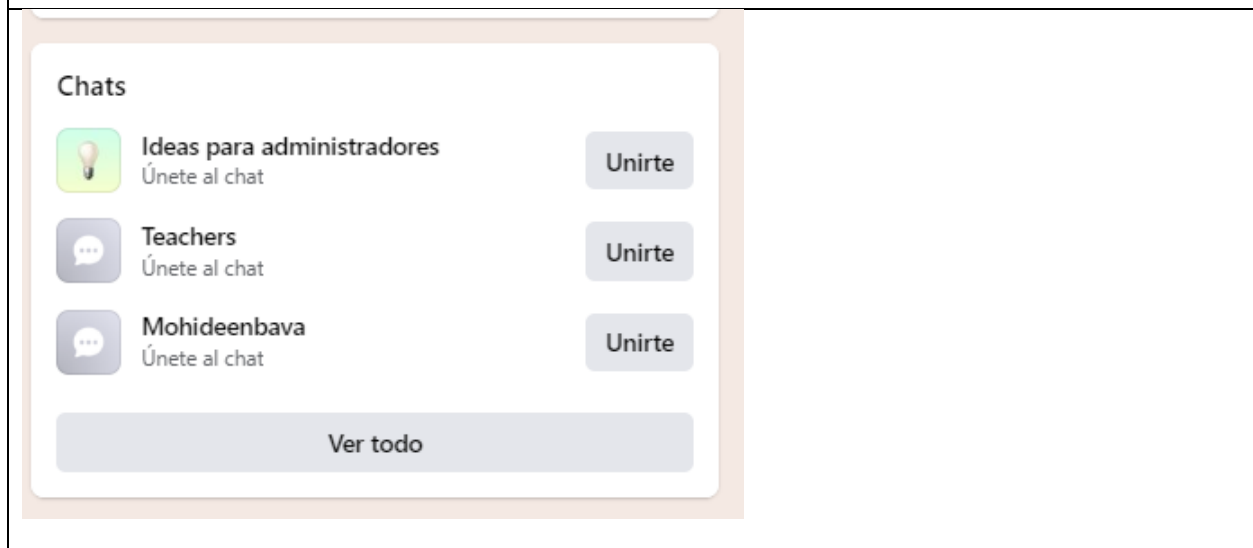 Chats
Ideas para administradores
Únete al chat
Unirte
Teachers
Únete al chat
Unirte
Mohideenbava
Únete al chat
Unirte
Ver todo